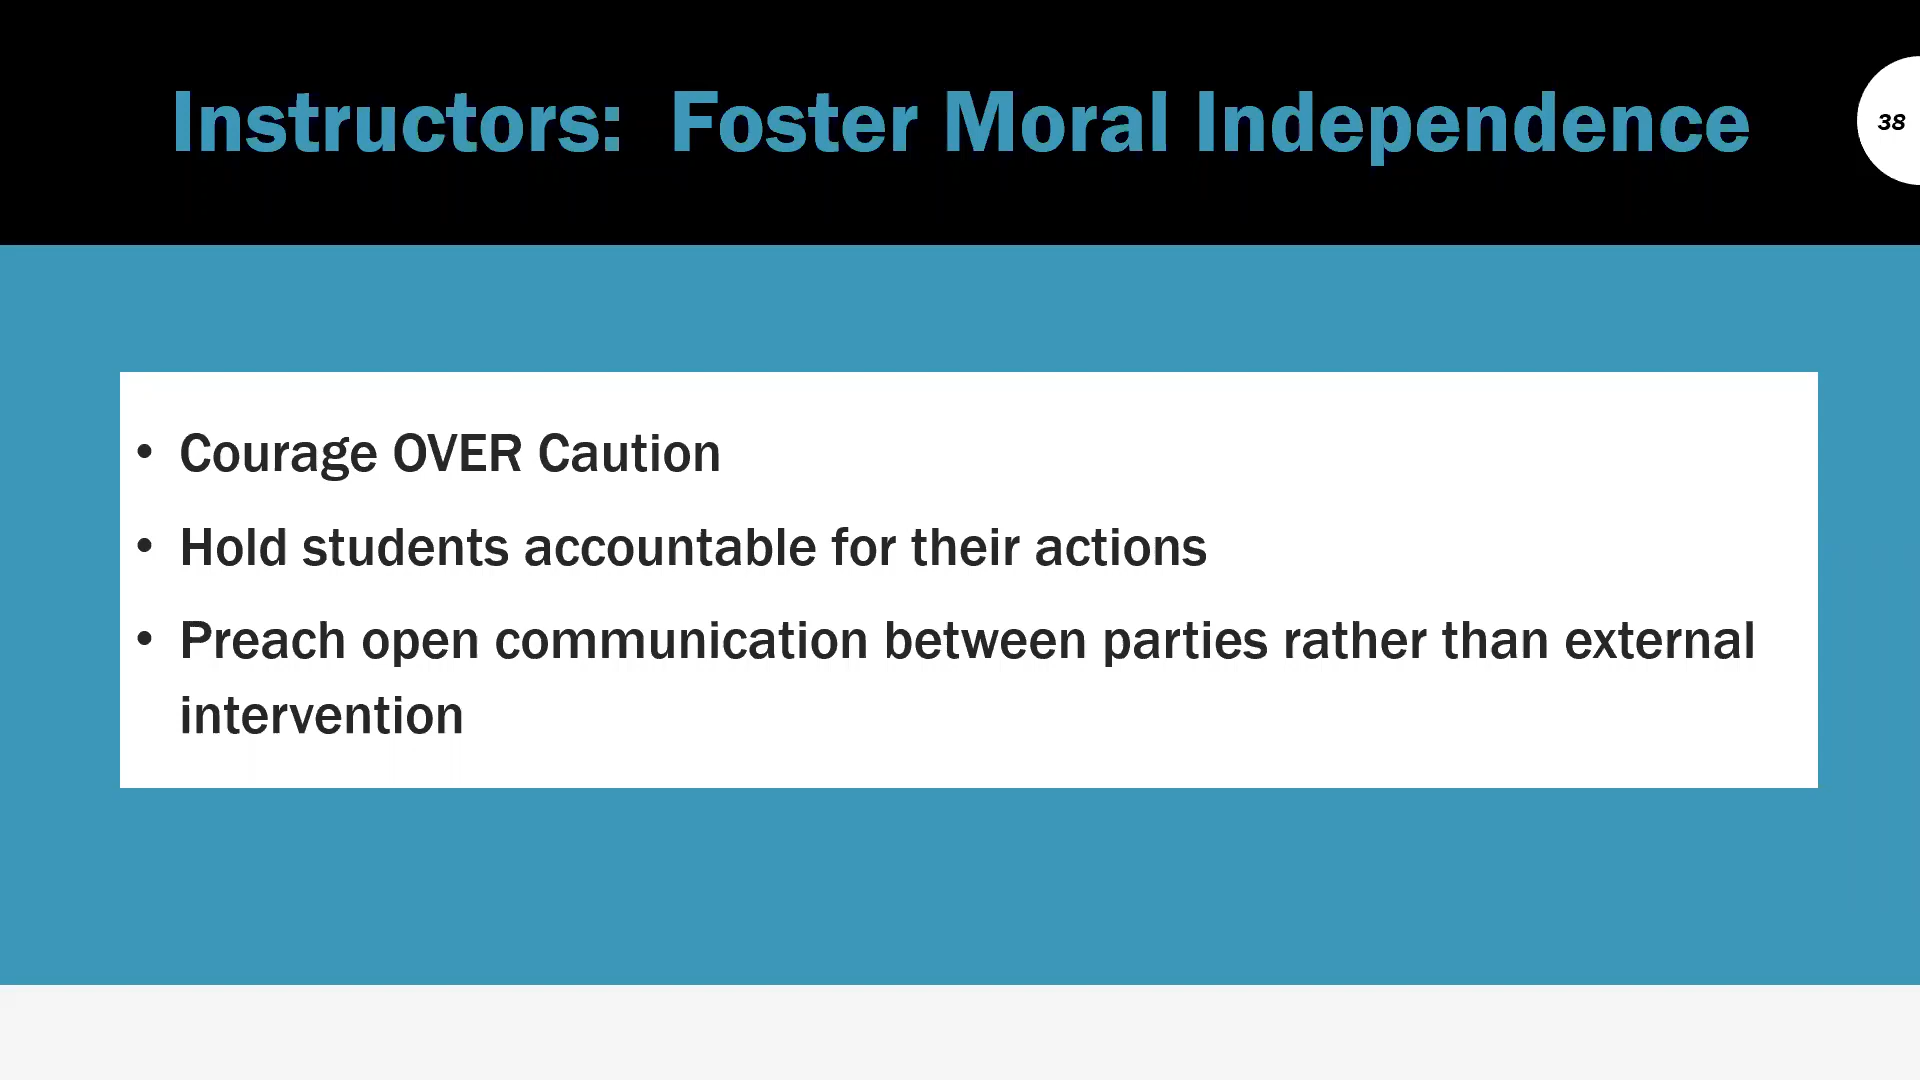 Instructors:  Foster Moral Independence
38
• Courage OVER Caution
• Hold students accountable for their actions
• Preach open communication between parties rather than external
intervention